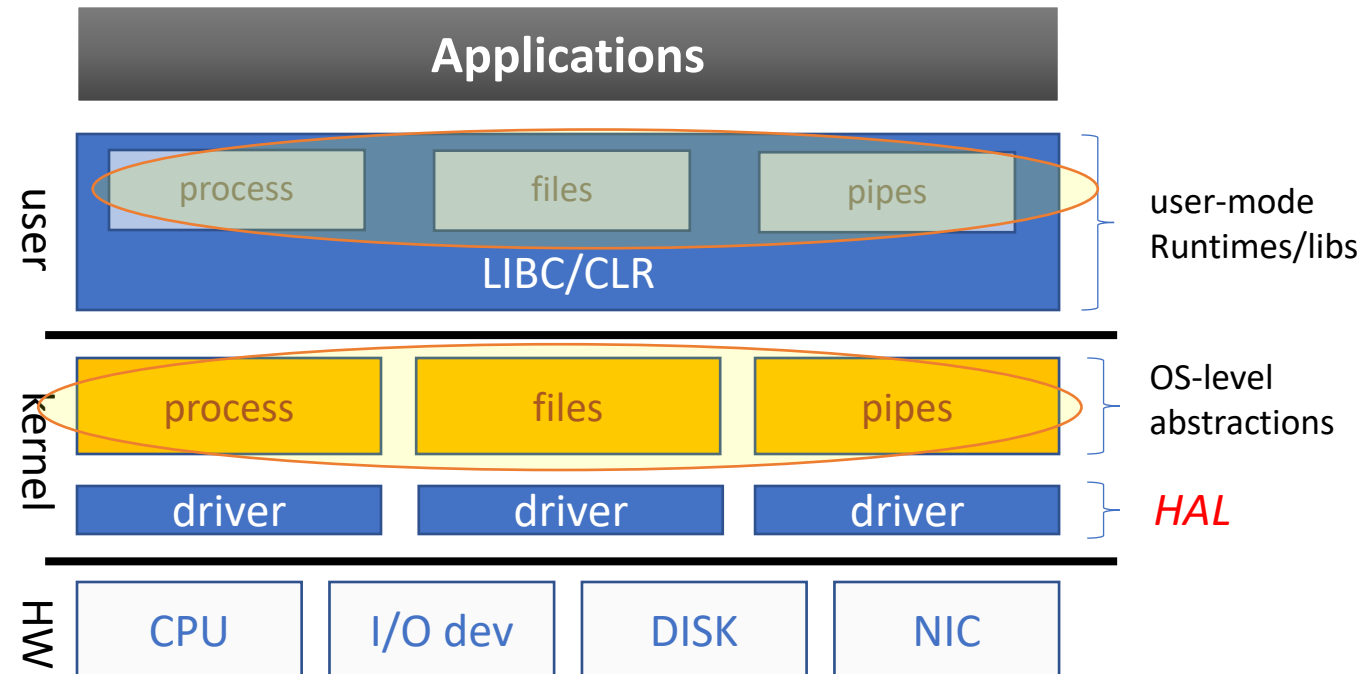 Applications
user
process
files
pipes
LIBC/CLR
user-mode
Runtimes/libs
kernel
process
files
pipes
OS-level
abstractions
driver
driver
driver
HAL
HW
CPU
I/O dev
DISK
NIC